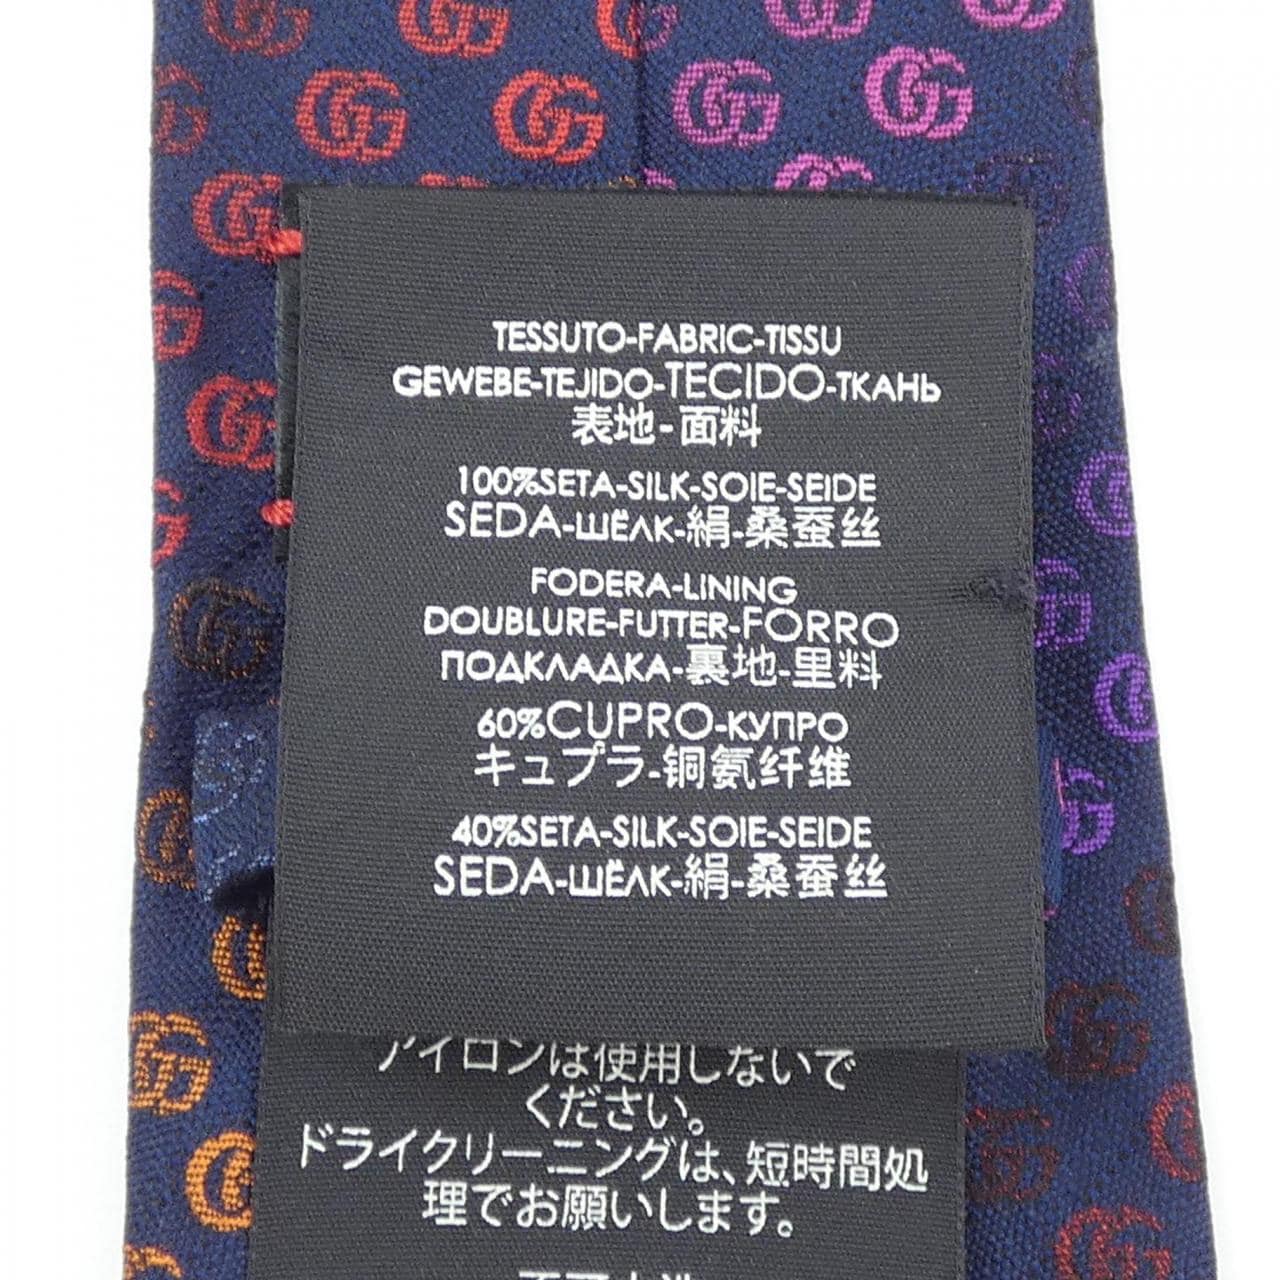 TESSUTO-FABRIC-TISSU
GEWEBE-TEJIDO-TECIDO-ТКАНЬ
表地-面料
100%SETA-SILK-SOIE-SEIDE
SEDA-ШЁЛК-絹-桑蚕丝
FODERA-LINING
DOUBLURE-FUTTER-FORRO
ПОДКЛАДКА-裏地-里料
60%CUPRO-КУПРО
キュプラ-铜氨纤维
40%SETA-SILK-SOIE-SEIDE
SEDA-ШЁЛК-絹-桑蚕丝
アイロンは使用しないで
ください。
ドライクリーニングは、短時間処
理でお願いします。